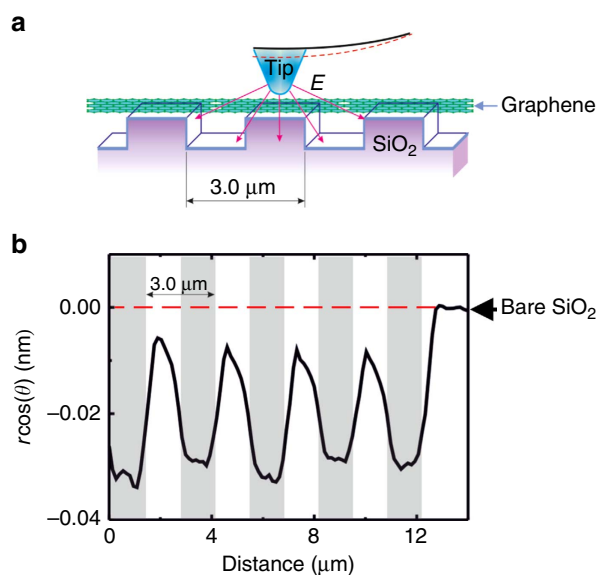 a
Tip
E
Graphene
SiO₂
3.0 μm
b
3.0 μm
0.00
Bare SiO₂
−0.02
−0.04
rcos(θ) (nm)
0 4 8 12
Distance (μm)